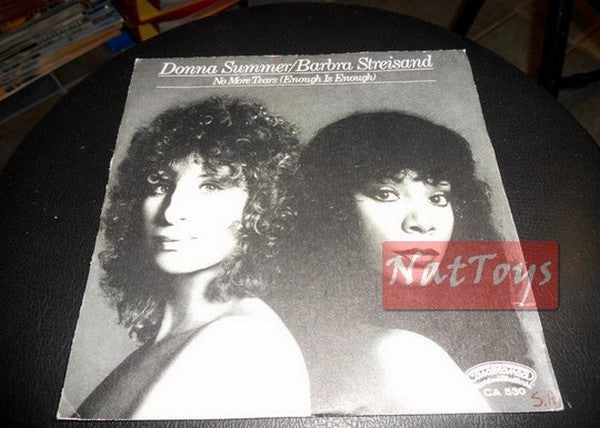 Donna Summer/Barbra Streisand
No More Tears (Enough Is Enough)
NatToys
CA 530
S.A.